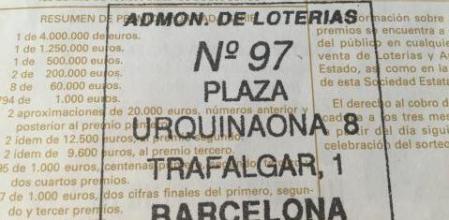 ADMON. DE LOTERIAS
Nº 97
PLAZA
URQUINAONA 8
TRAFALGAR, 1
BARCELONA
RESUMEN DE
1 de 4.000.000 de euros.
1 de 1.250.000 euros.
1 de 500.000 euros.
2 de 200.000 euros.
8 de 60.000 euros.
794 de 1.000 euros.
2 aproximaciones de 20.000 euros, números anterior y
posterior al premio
2 ídem de 12.500 euros,
2 ídem de 9.600 euros, al premio tercero.
de 1.000 euros, centenas
dos cuartos premios.
de 1.000 euros, dos cifras finales del primero, segun-
do y tercer premios.
formación sobre
premios se encuentra a
del público en cualquie
venta de Loterías y A
Estado, así como en la
de esta Sociedad Estata
El derecho al cobro d
a los tres mes
del día sigui
celebración del sorteo